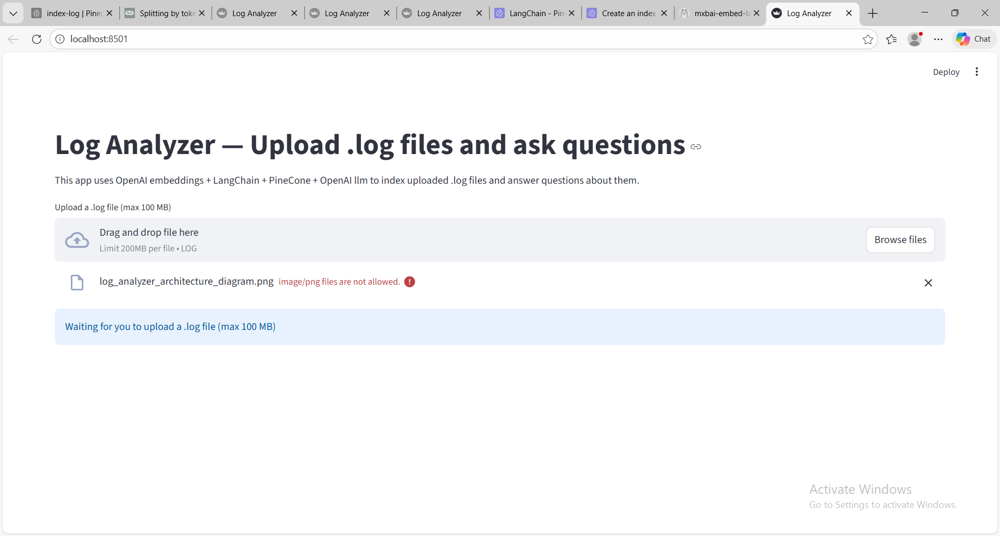 index-log | Pinec
Splitting by toke
Log Analyzer
Log Analyzer
Log Analyzer
LangChain - Pin
Create an index
mxbai-embed-la
Log Analyzer
localhost:8501
Chat
Deploy
Log Analyzer — Upload .log files and ask questions
This app uses OpenAI embeddings + LangChain + PineCone + OpenAI llm to index uploaded .log files and answer questions about them.
Upload a .log file (max 100 MB)
Drag and drop file here
Limit 200MB per file • LOG
Browse files
log_analyzer_architecture_diagram.png image/png files are not allowed.
Waiting for you to upload a .log file (max 100 MB)
Activate Windows
Go to Settings to activate Windows.